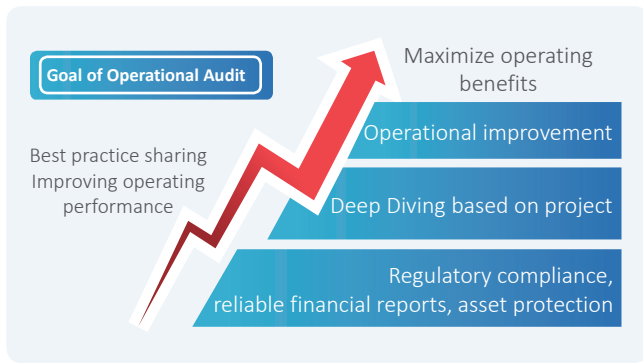 Goal of Operational Audit
Maximize operating
benefits
Operational improvement
Best practice sharing
Improving operating
performance
Deep Diving based on project
Regulatory compliance,
reliable financial reports, asset protection